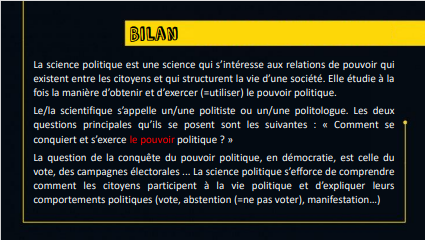 BILAN
La science politique est une science qui s'intéresse aux relations de pouvoir qui
existent entre les citoyens et qui structurent la vie d'une société. Elle étudie à la
fois la manière d'obtenir et d'exercer (=utiliser) le pouvoir politique.
Le/la scientifique s'appelle un/une politiste ou un/une politologue. Les deux
questions principales qu'ils se posent sont les suivantes : « Comment se
conquiert et s'exerce le pouvoir politique ? »
La question de la conquête du pouvoir politique, en démocratie, est celle du
vote, des campagnes électorales ... La science politique s'efforce de comprendre
comment les citoyens participent à la vie politique et d'expliquer leurs
comportements politiques (vote, abstention (=ne pas voter), manifestation...)